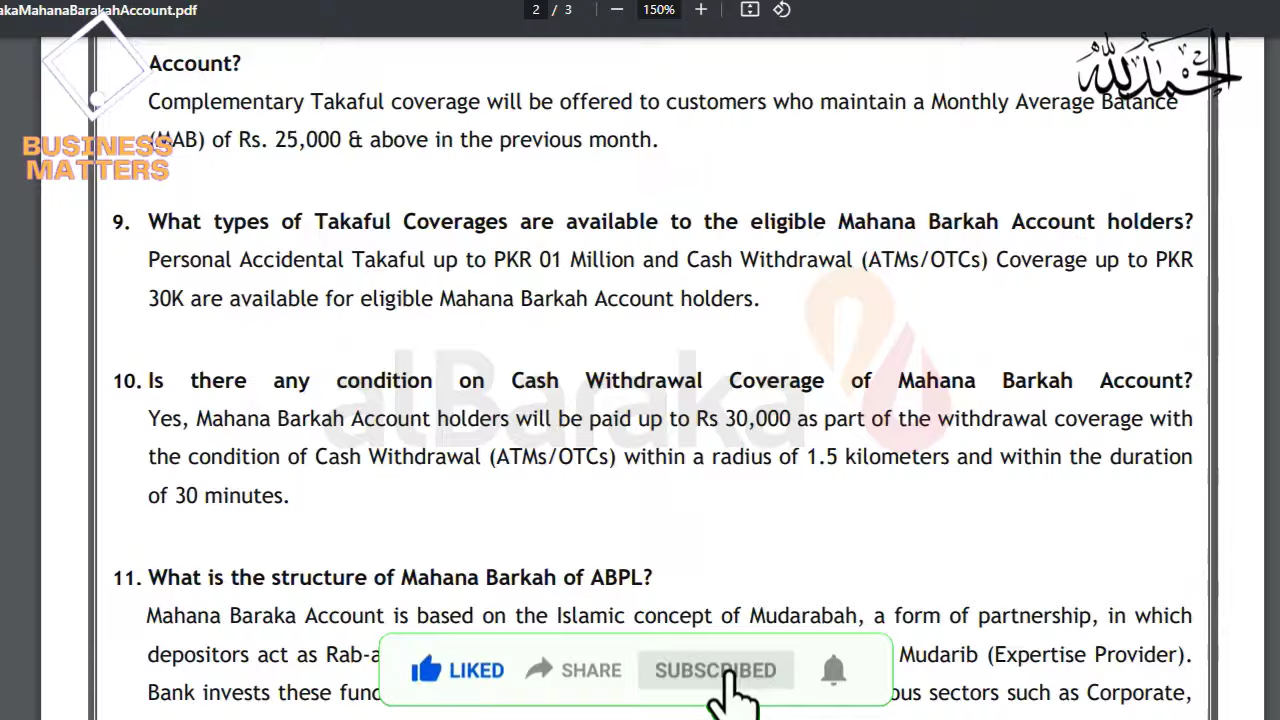 akaMahanaBarakahAccount.pdf
2 / 3
150%
الحمد لله
Account?
Complementary Takaful coverage will be offered to customers who maintain a Monthly Average Balance
(MAB) of Rs. 25,000 & above in the previous month.
BUSINESS
MATTERS
9. What types of Takaful Coverages are available to the eligible Mahana Barkah Account holders?
Personal Accidental Takaful up to PKR 01 Million and Cash Withdrawal (ATMs/OTCs) Coverage up to PKR
30K are available for eligible Mahana Barkah Account holders.
alBaraka
10. Is there any condition on Cash Withdrawal Coverage of Mahana Barkah Account?
Yes, Mahana Barkah Account holders will be paid up to Rs 30,000 as part of the withdrawal coverage with
the condition of Cash Withdrawal (ATMs/OTCs) within a radius of 1.5 kilometers and within the duration
of 30 minutes.
11. What is the structure of Mahana Barkah of ABPL?
Mahana Baraka Account is based on the Islamic concept of Mudarabah, a form of partnership, in which
depositors act as Mudarib (Expertise Provider).
Bank invests these sectors such as Corporate,
LIKED SHARE SUBSCRIBED